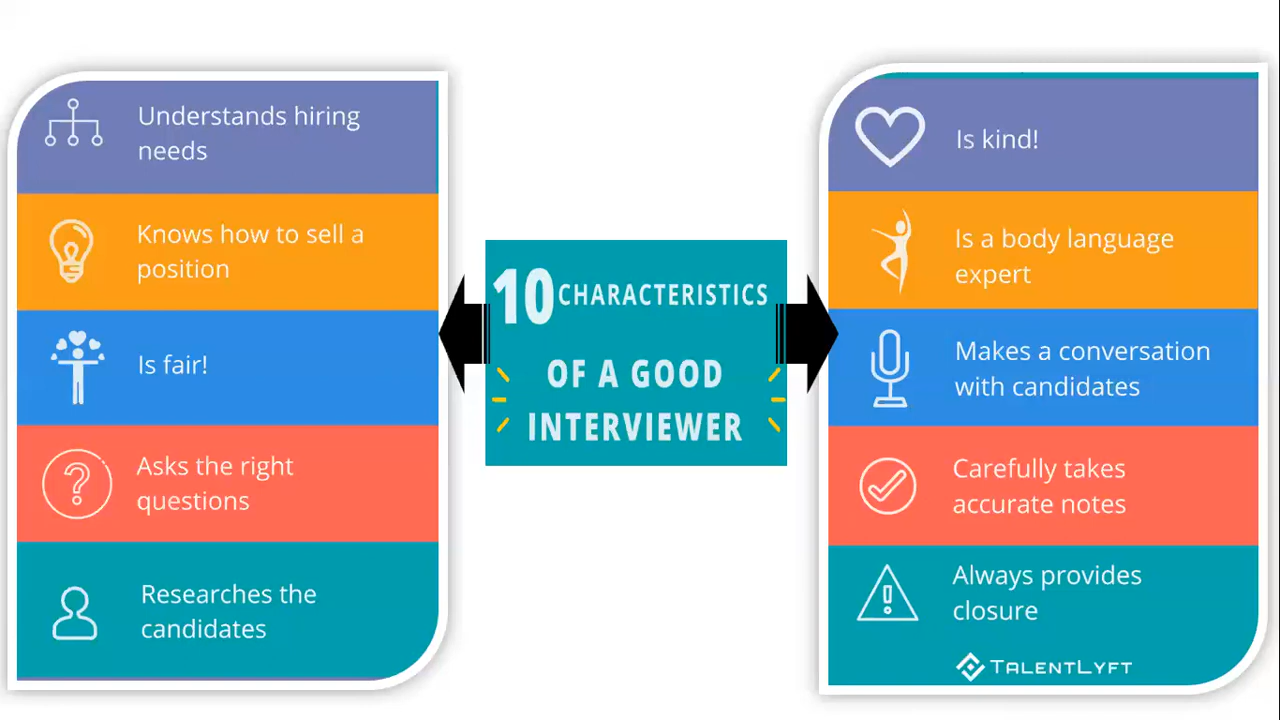 Understands hiring
needs
Knows how to sell a
position
Is fair!
Asks the right
questions
Researches the
candidates
10 CHARACTERISTICS
OF A GOOD
INTERVIEWER
Is kind!
Is a body language
expert
Makes a conversation
with candidates
Carefully takes
accurate notes
Always provides
closure
TALENTLYFT